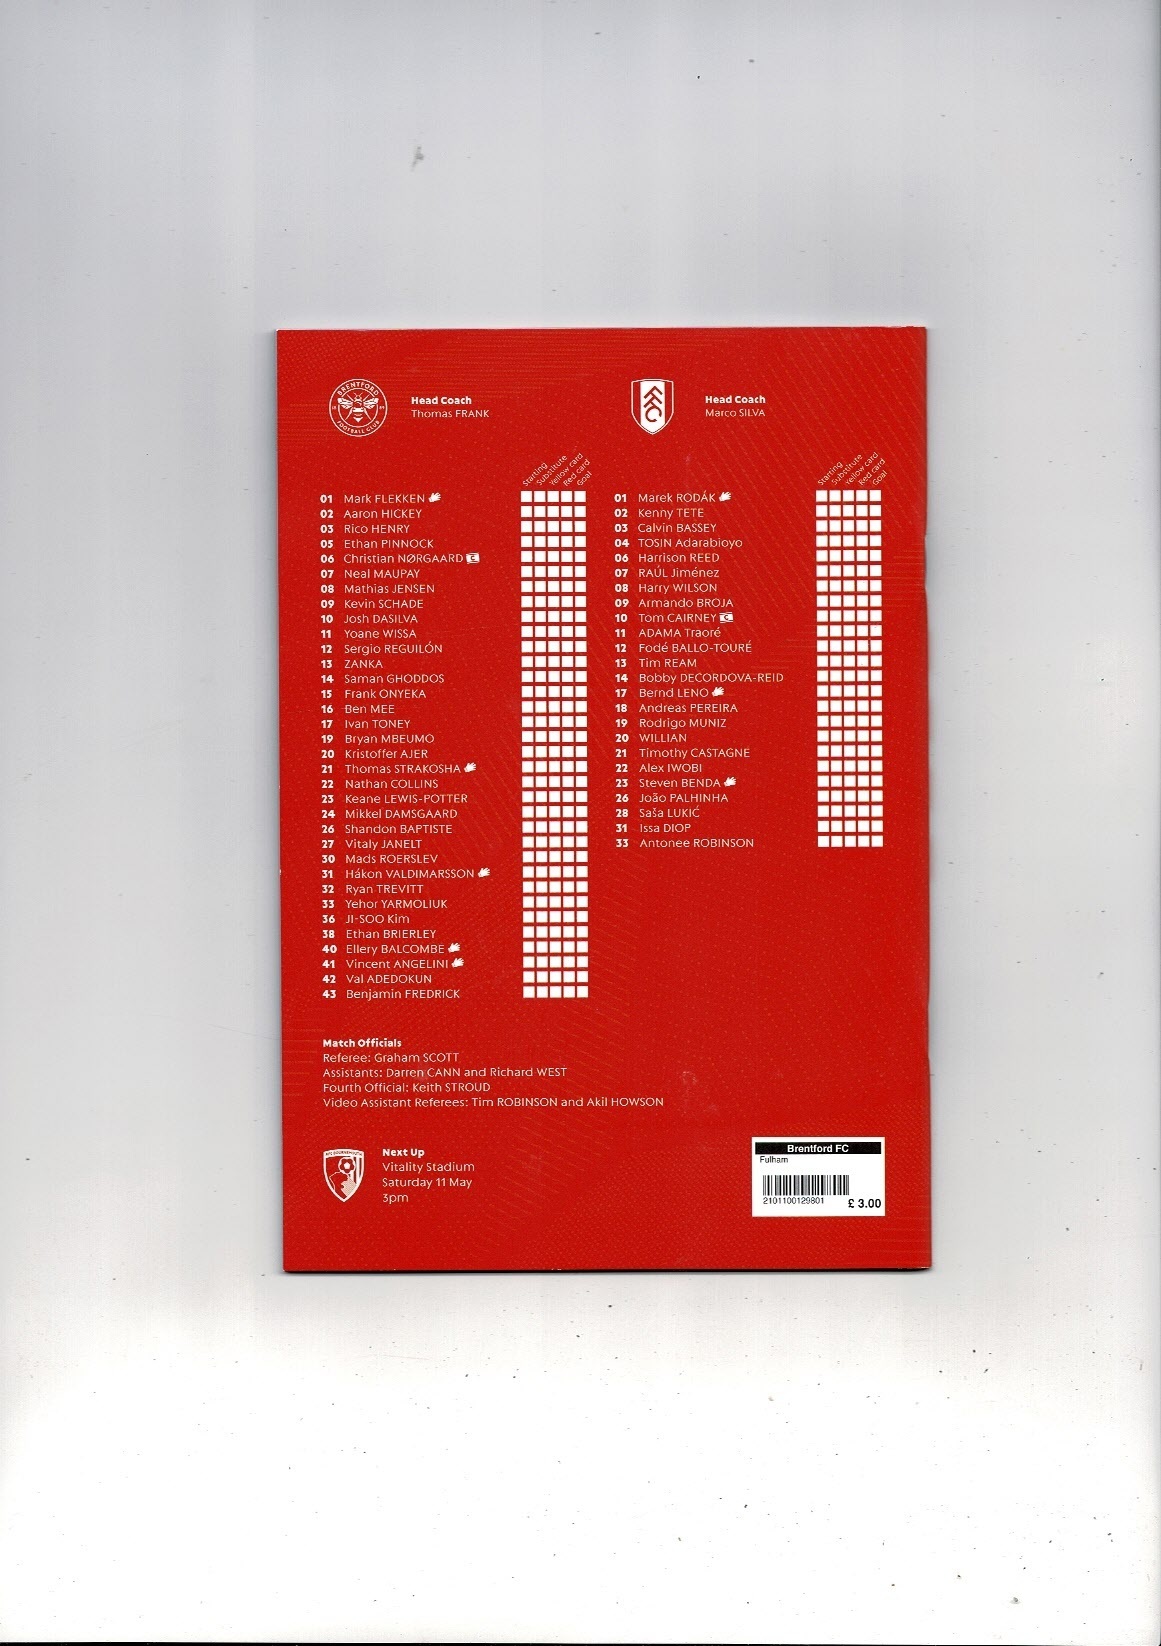 BRENTFORD
FOOTBALL CLUB
Head Coach
Thomas FRANK
Starting
Substitute
Yellow card
Red card
Goal
01 Mark FLEKKEN
02 Aaron HICKEY
03 Rico HENRY
05 Ethan PINNOCK
06 Christian NØRGAARD C
07 Neal MAUPAY
08 Mathias JENSEN
09 Kevin SCHADE
10 Josh DASILVA
11 Yoane WISSA
12 Sergio REGUILÓN
13 ZANKA
14 Saman GHODDOS
15 Frank ONYEKA
16 Ben MEE
17 Ivan TONEY
19 Bryan MBEUMO
20 Kristoffer AJER
21 Thomas STRAKOSHA
22 Nathan COLLINS
23 Keane LEWIS-POTTER
24 Mikkel DAMSGAARD
26 Shandon BAPTISTE
27 Vitaly JANELT
30 Mads ROERSLEV
31 Hákon VALDIMARSSON
32 Ryan TREVITT
33 Yehor YARMOLIUK
36 JI-SOO Kim
38 Ethan BRIERLEY
40 Ellery BALCOMBE
41 Vincent ANGELINI
42 Val ADEDOKUN
43 Benjamin FREDRICK
FFC
Head Coach
Marco SILVA
Starting
Substitute
Yellow card
Red card
Goal
01 Marek RODÁK
02 Kenny TETE
03 Calvin BASSEY
04 TOSIN Adarabioyo
06 Harrison REED
07 RAÚL Jiménez
08 Harry WILSON
09 Armando BROJA
10 Tom CAIRNEY C
11 ADAMA Traoré
12 Fodé BALLO-TOURÉ
13 Tim REAM
14 Bobby DECORDOVA-REID
17 Bernd LENO
18 Andreas PEREIRA
19 Rodrigo MUNIZ
20 WILLIAN
21 Timothy CASTAGNE
22 Alex IWOBI
23 Steven BENDA
26 João PALHINHA
28 Saša LUKIĆ
31 Issa DIOP
33 Antonee ROBINSON
Match Officials
Referee: Graham SCOTT
Assistants: Darren CANN and Richard WEST
Fourth Official: Keith STROUD
Video Assistant Referees: Tim ROBINSON and Akil HOWSON
AFC BOURNEMOUTH
Next Up
Vitality Stadium
Saturday 11 May
3pm
Brentford FC
Fulham
2101100129801
£ 3.00